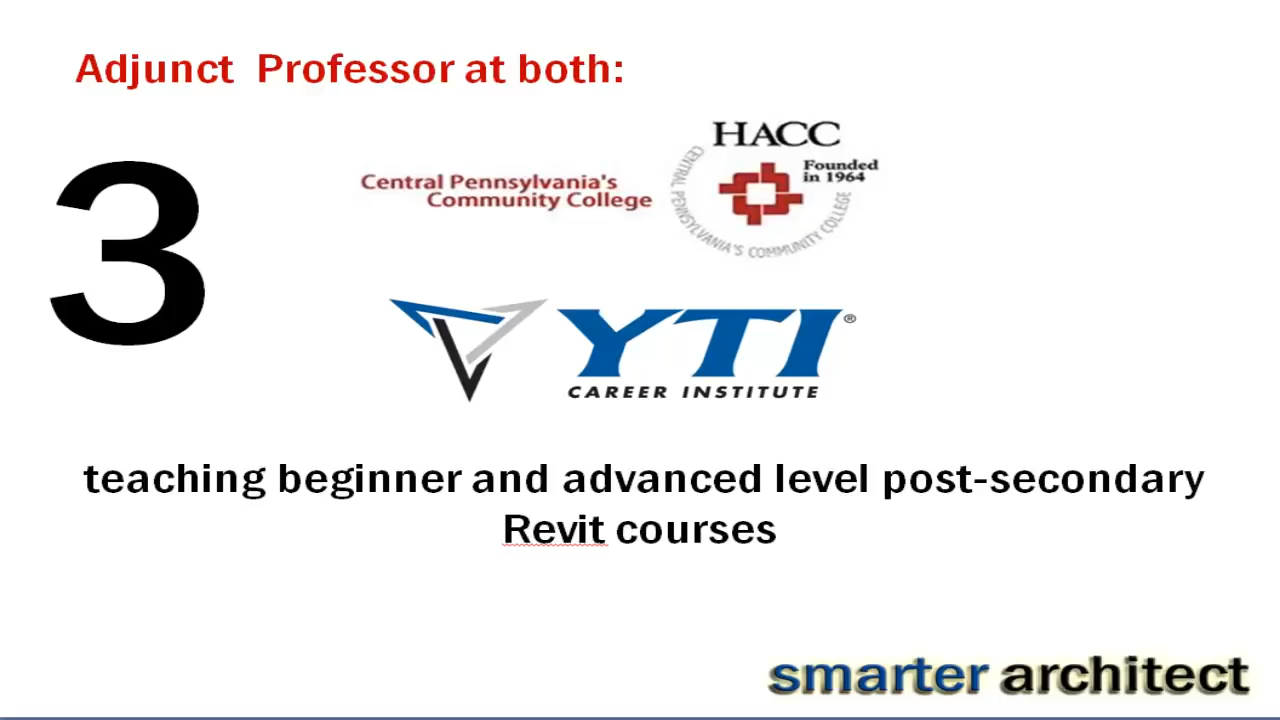 Adjunct Professor at both:
3
Central Pennsylvania's
Community College
HACC
Founded
in 1964
CENTRAL PENNSYLVANIA'S COMMUNITY COLLEGE
YTI®
CAREER INSTITUTE
teaching beginner and advanced level post-secondary
Revit courses
smarter architect